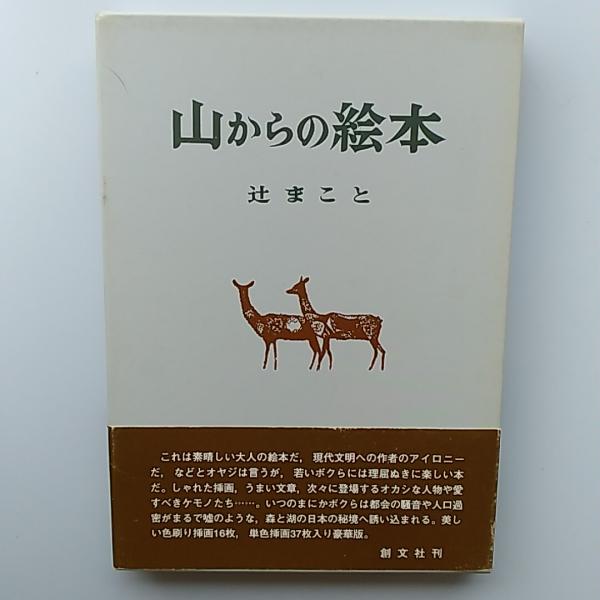 山からの絵本
辻まこと
これは素晴しい大人の絵本だ，現代文明への作者のアイロニー
だ，などとオヤジは言うが，若いボクらには理屈ぬきに楽しい本
だ。しゃれた挿画，うまい文章，次々に登場するオカシな人物や愛
すべきケモノたち……。いつのまにかボクらは都会の騒音や人口過
密がまるで嘘のような，森と湖の日本の秘境へ誘い込まれる。美し
い色刷り挿画16枚，単色挿画37枚入り豪華版。
創文社刊